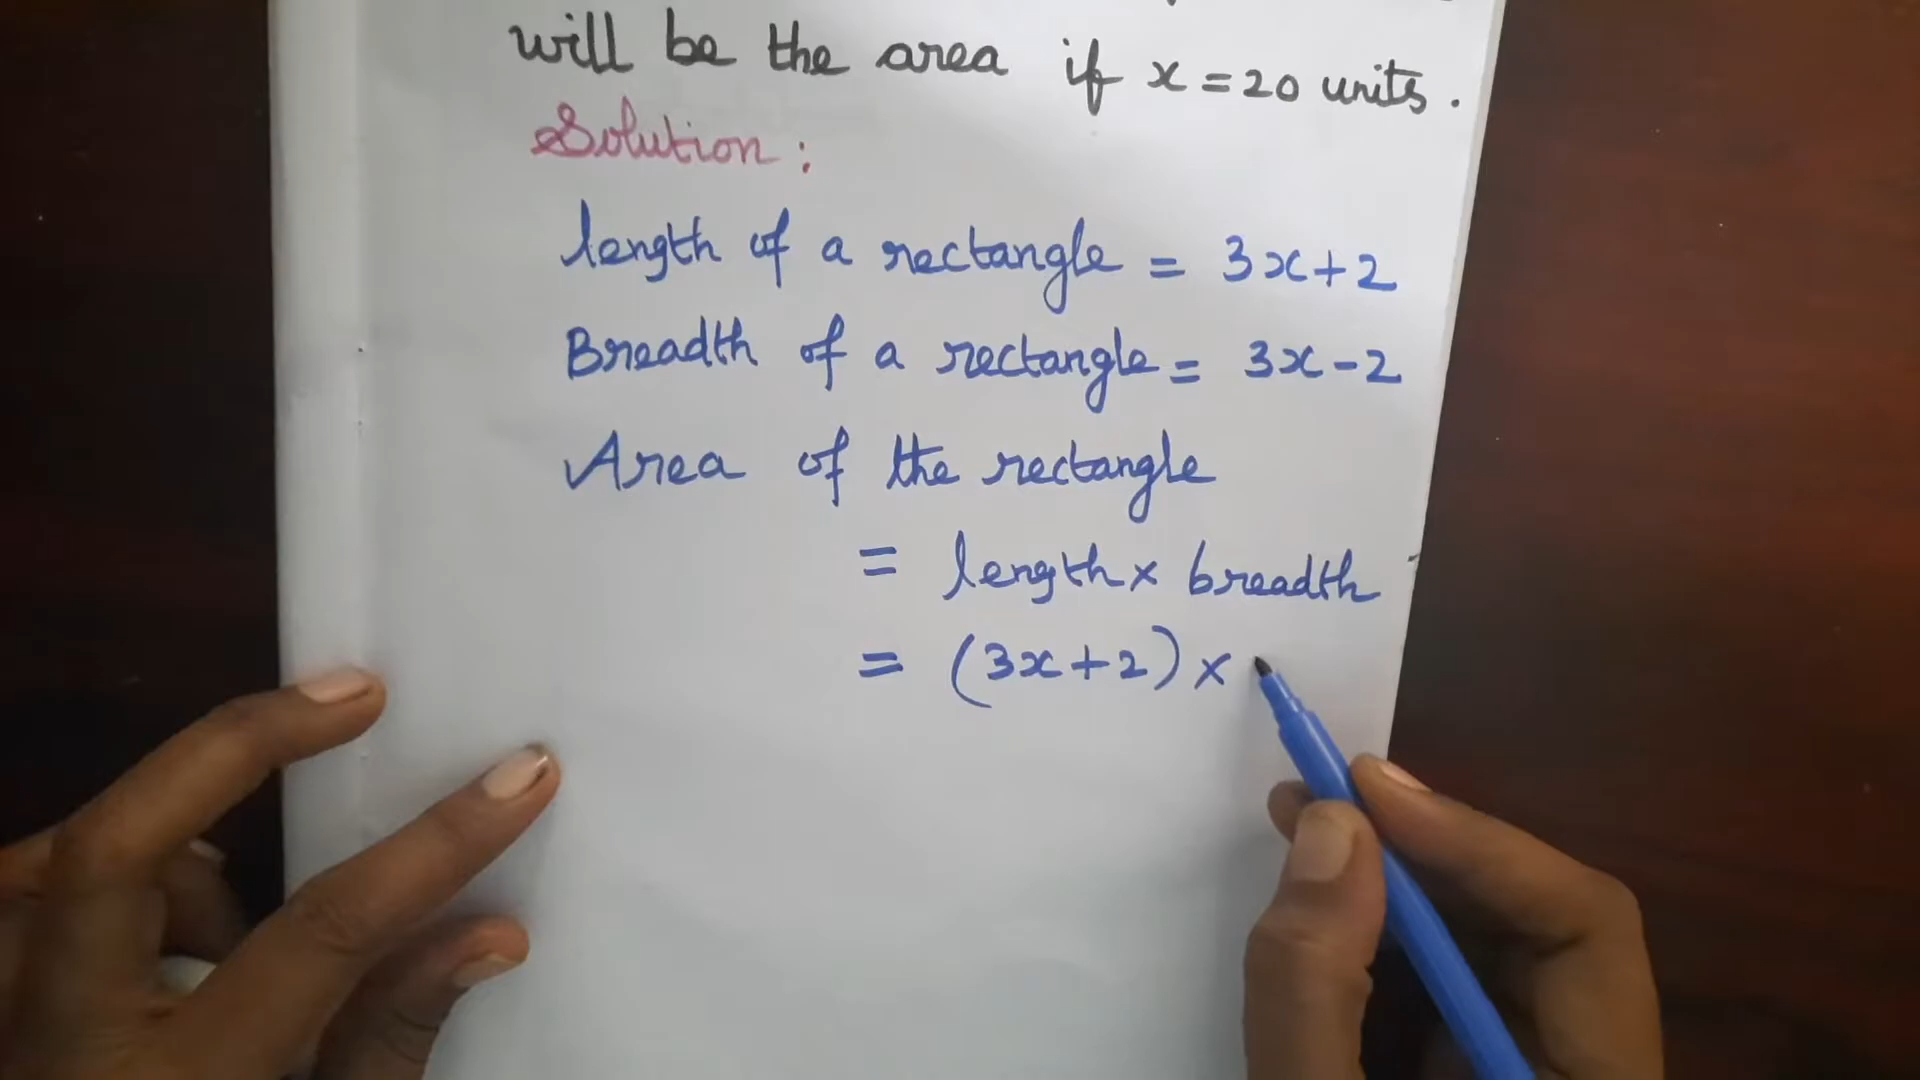 will be the area if x = 20 units.
Solution:
length of a rectangle = 3x+2
Breadth of a rectangle = 3x-2
Area of the rectangle
= length x breadth
= (3x+2) x